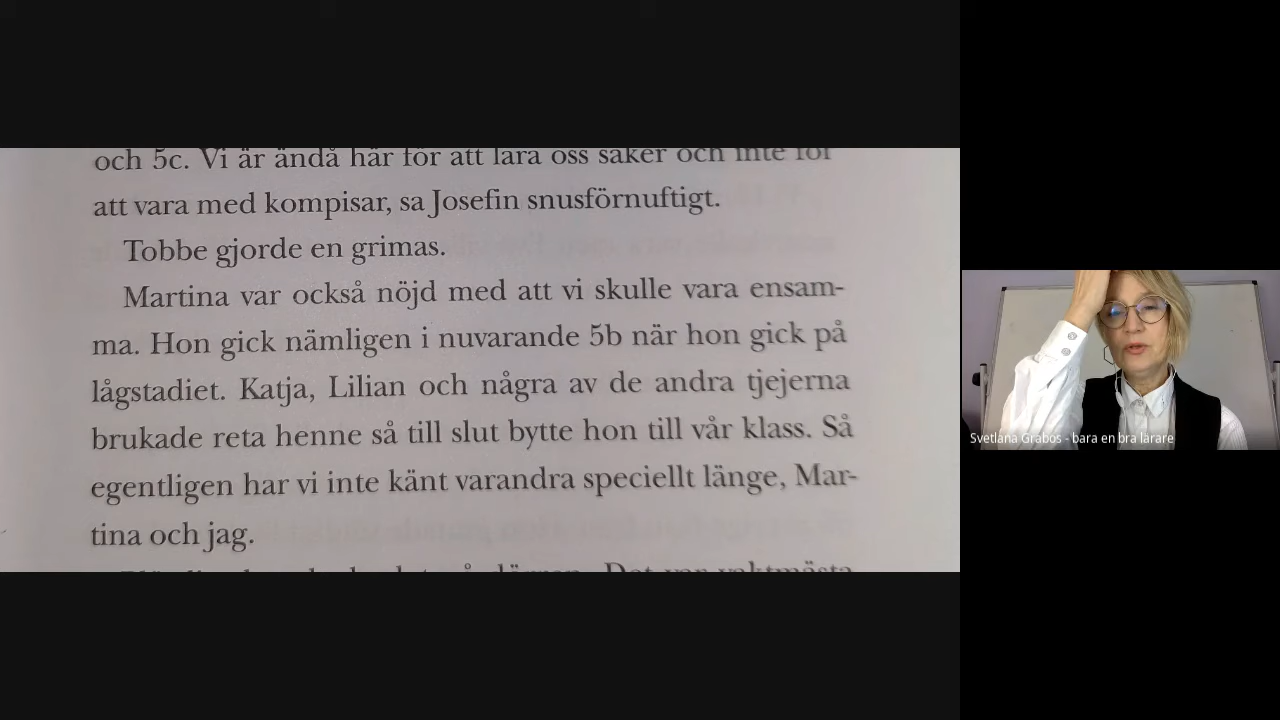 och 5c. Vi är ändå här för att lära oss saker och inte för
att vara med kompisar, sa Josefin snusförnuftigt.
Tobbe gjorde en grimas.
Martina var också nöjd med att vi skulle vara ensam-
ma. Hon gick nämligen i nuvarande 5b när hon gick på
lågstadiet. Katja, Lilian och några av de andra tjejerna
brukade reta henne så till slut bytte hon till vår klass. Så
egentligen har vi inte känt varandra speciellt länge, Mar-
tina och jag.
Det var vaktmästa
Svetlana Grabos - bara en bra lärare